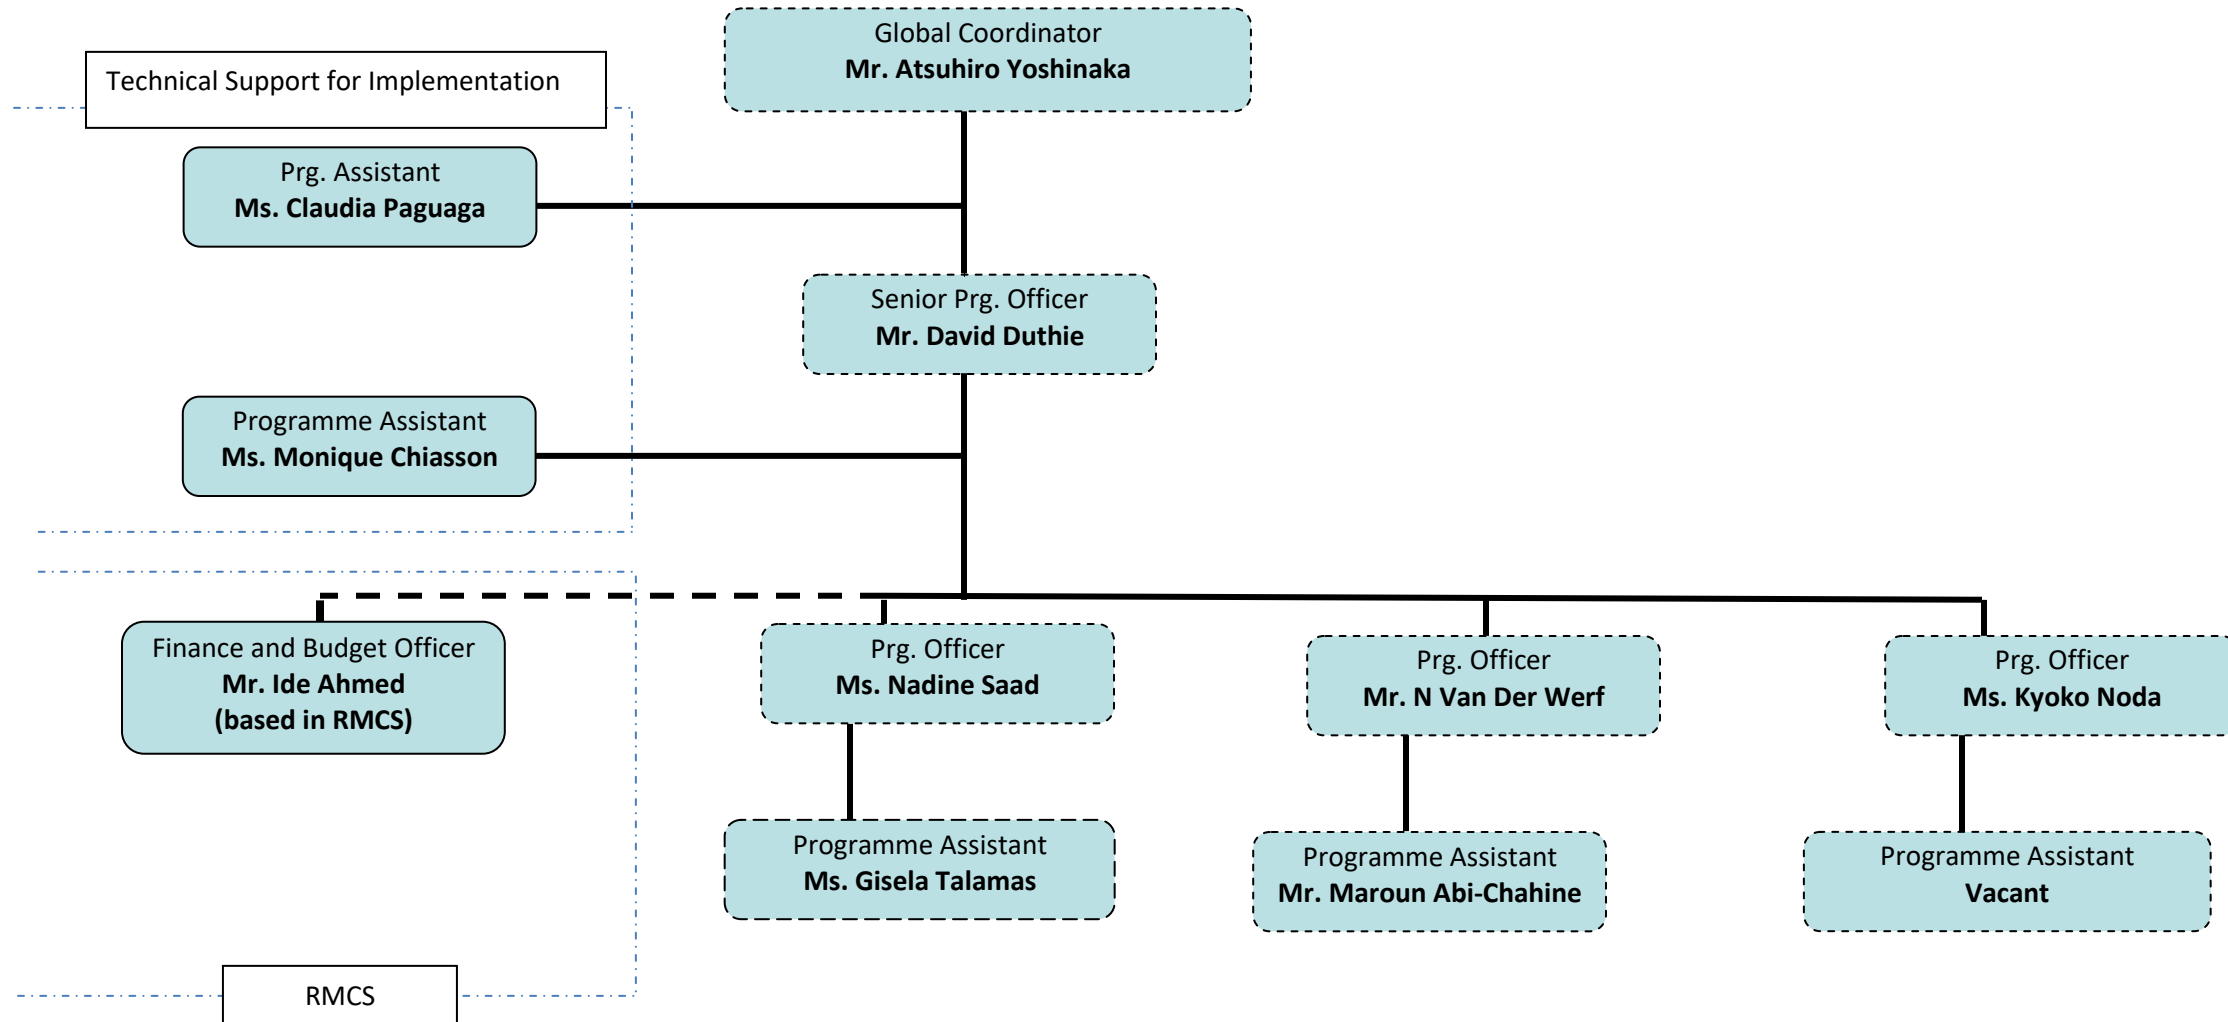 Global Coordinator
Mr. Atsuhiro Yoshinaka
Technical Support for Implementation
Prg. Assistant
Ms. Claudia Paguaga
Senior Prg. Officer
Mr. David Duthie
Programme Assistant
Ms. Monique Chiasson
Finance and Budget Officer
Mr. Ide Ahmed
(based in RMCS)
Prg. Officer
Ms. Nadine Saad
Prg. Officer
Mr. N Van Der Werf
Prg. Officer
Ms. Kyoko Noda
Programme Assistant
Ms. Gisela Talamas
Programme Assistant
Mr. Maroun Abi-Chahine
Programme Assistant
Vacant
RMCS